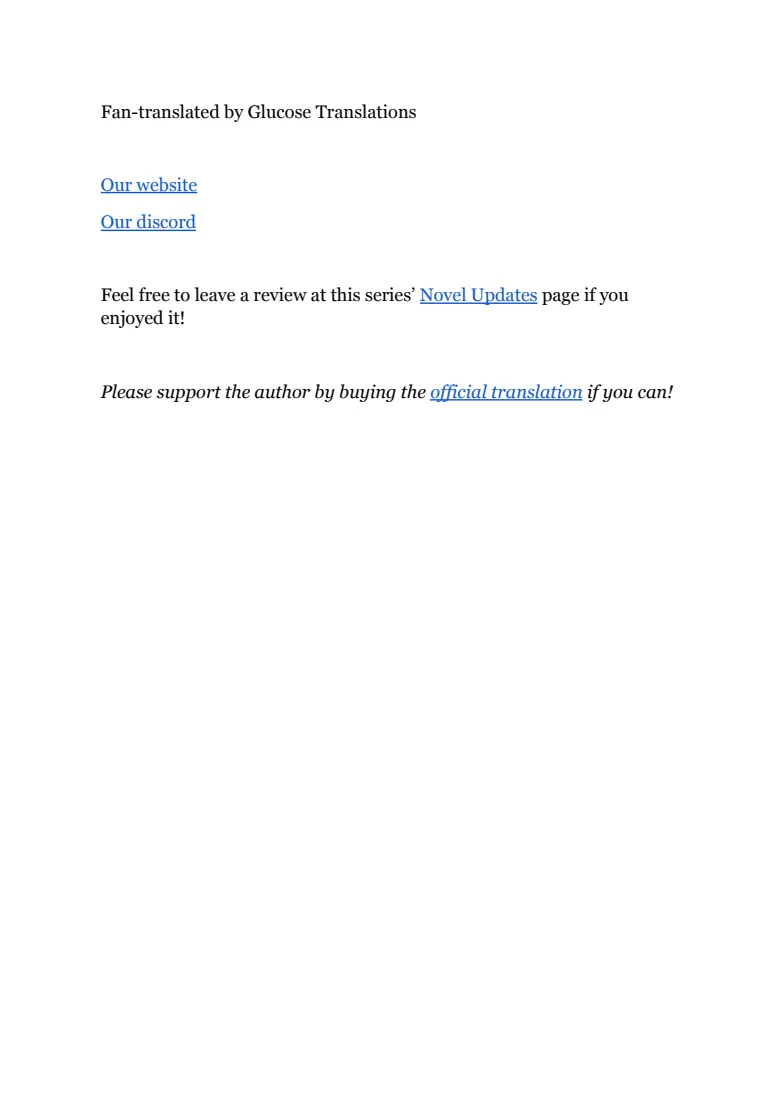 Fan-translated by Glucose Translations
Our website
Our discord
Feel free to leave a review at this series’ Novel Updates page if you
enjoyed it!
Please support the author by buying the official translation if you can!